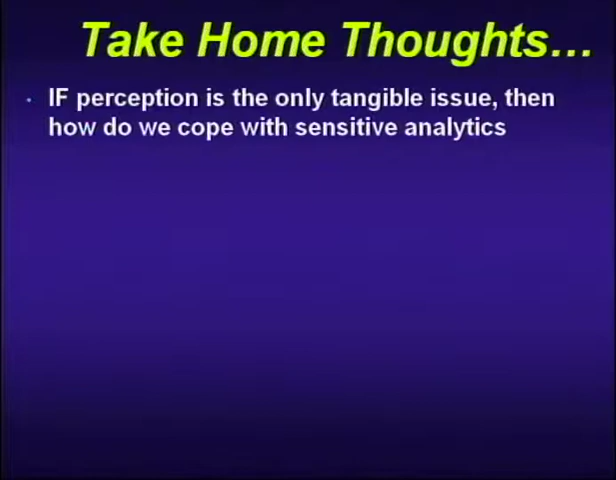 Take Home Thoughts...
IF perception is the only tangible issue, then
how do we cope with sensitive analytics